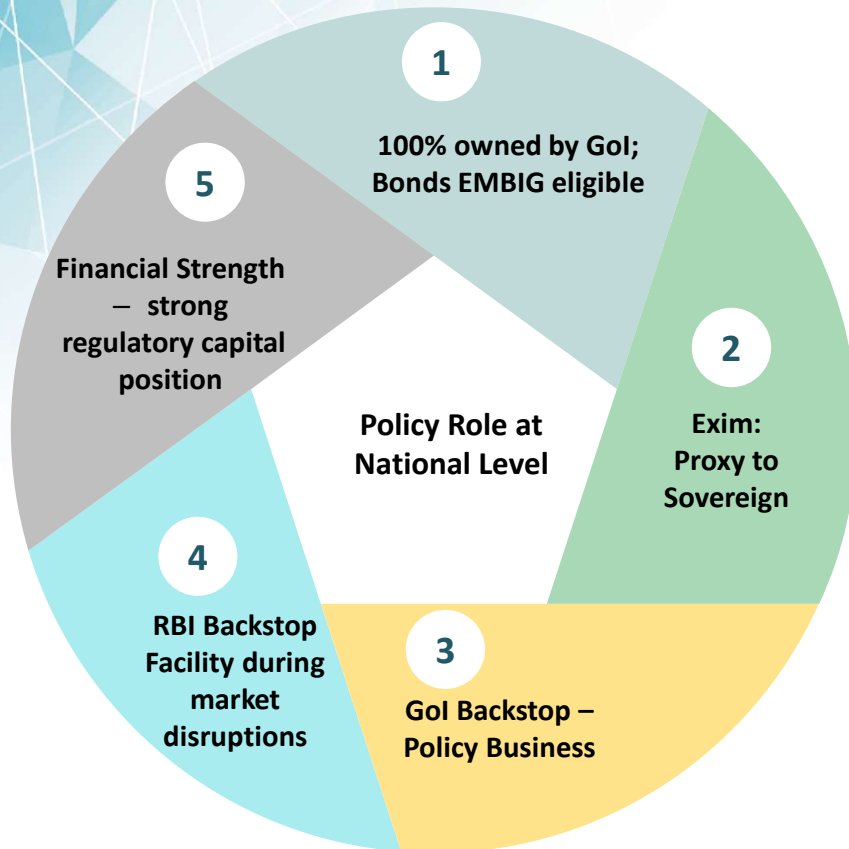 1
100% owned by GoI;
Bonds EMBIG eligible
2
Exim:
Proxy to
Sovereign
3
GoI Backstop –
Policy Business
4
RBI Backstop
Facility during
market
disruptions
5
Financial Strength
– strong
regulatory capital
position
Policy Role at
National Level